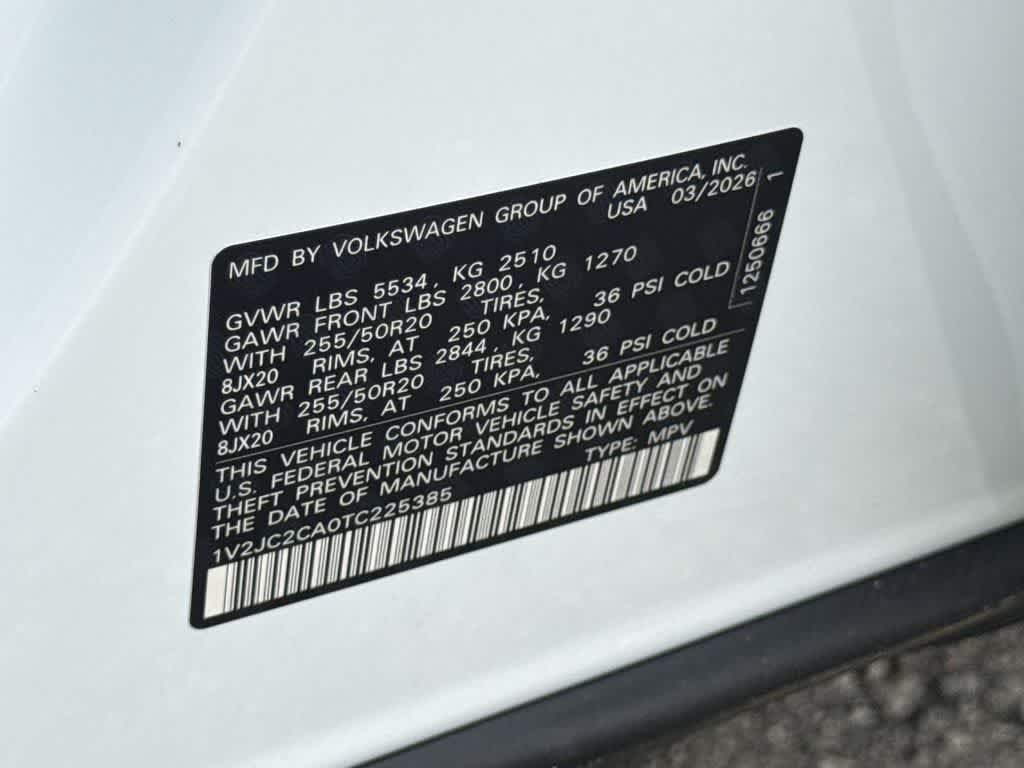 MFD BY VOLKSWAGEN GROUP OF AMERICA, INC.
USA 03/2026
GVWR LBS 5534, KG 2510
GAWR FRONT LBS 2800, KG 1270
WITH 255/50R20 TIRES,
8JX20 RIMS, AT 250 KPA, 36 PSI COLD
GAWR REAR LBS 2844, KG 1290
WITH 255/50R20 TIRES,
8JX20 RIMS, AT 250 KPA, 36 PSI COLD
THIS VEHICLE CONFORMS TO ALL APPLICABLE
U.S. FEDERAL MOTOR VEHICLE SAFETY AND
THEFT PREVENTION STANDARDS IN EFFECT ON
THE DATE OF MANUFACTURE SHOWN ABOVE.
1V2JC2CA0TC225385 TYPE: MPV
1250666 1